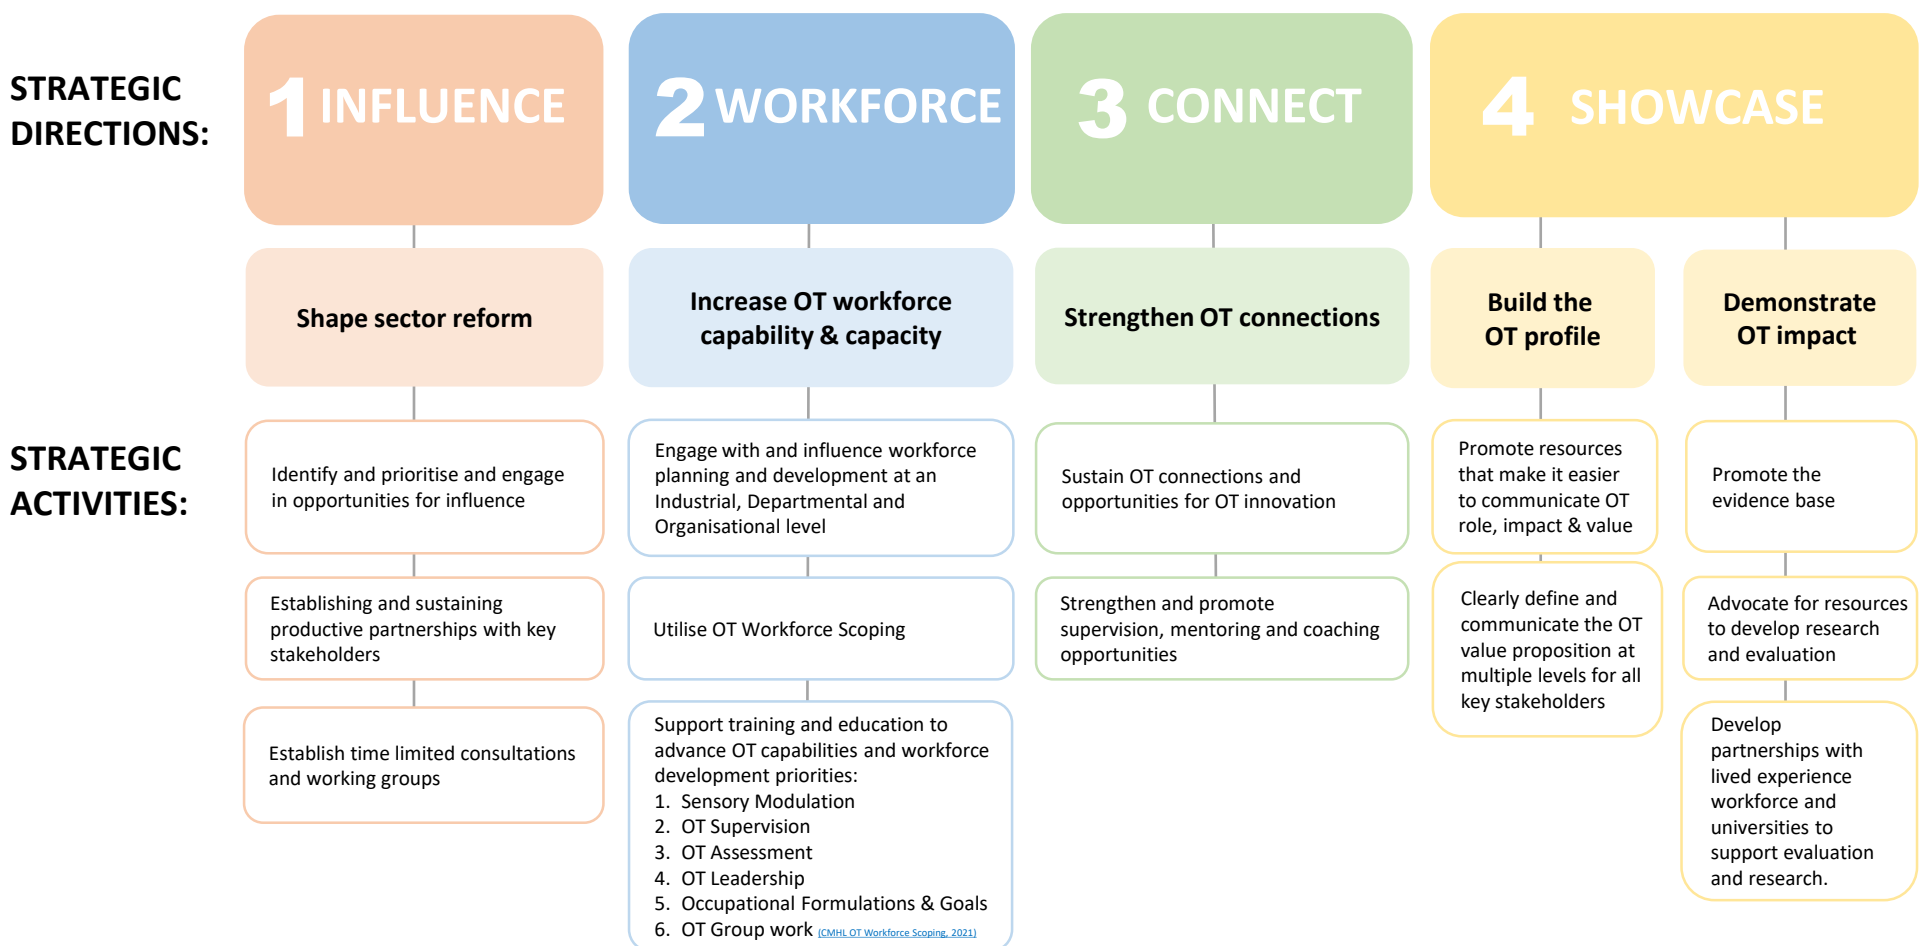 STRATEGIC
DIRECTIONS:
1 INFLUENCE
2 WORKFORCE
3 CONNECT
4 SHOWCASE
Shape sector reform
Increase OT workforce
capability & capacity
Strengthen OT connections
Build the
OT profile
Demonstrate
OT impact
STRATEGIC
ACTIVITIES:
Identify and prioritise and engage
in opportunities for influence
Establishing and sustaining
productive partnerships with key
stakeholders
Establish time limited consultations
and working groups
Engage with and influence workforce
planning and development at an
Industrial, Departmental and
Organisational level
Utilise OT Workforce Scoping
Support training and education to
advance OT capabilities and workforce
development priorities:
1. Sensory Modulation
2. OT Supervision
3. OT Assessment
4. OT Leadership
5. Occupational Formulations & Goals
6. OT Group work (CMHL OT Workforce Scoping, 2021)
Sustain OT connections and
opportunities for OT innovation
Strengthen and promote
supervision, mentoring and coaching
opportunities
Promote resources
that make it easier
to communicate OT
role, impact & value
Clearly define and
communicate the OT
value proposition at
multiple levels for all
key stakeholders
Promote the
evidence base
Advocate for resources
to develop research
and evaluation
Develop
partnerships with
lived experience
workforce and
universities to
support evaluation
and research.